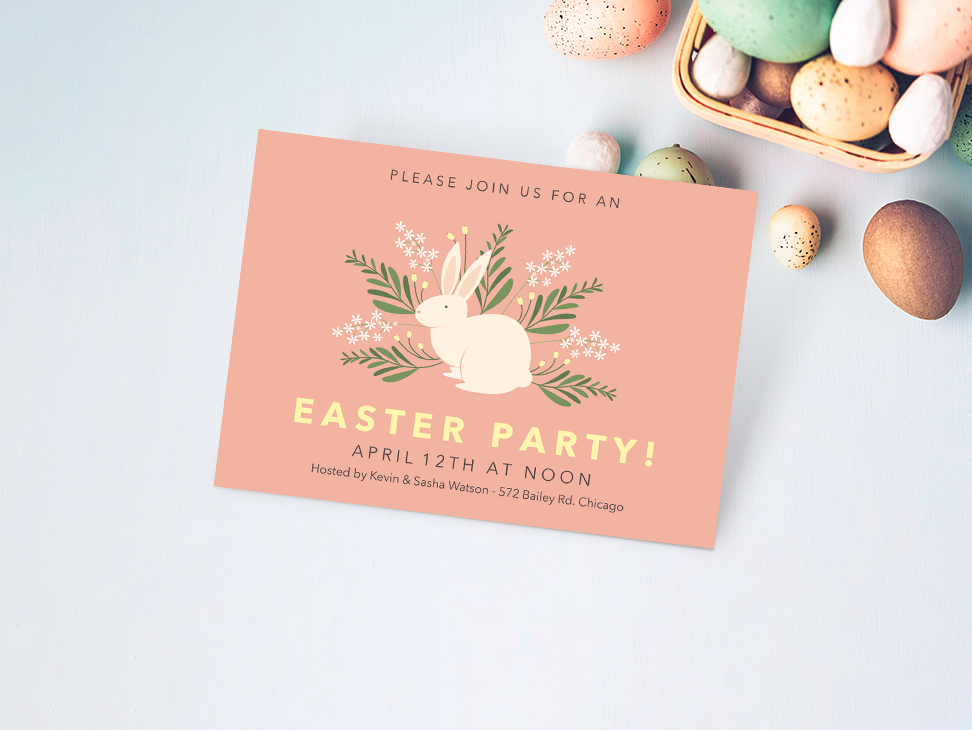 PLEASE JOIN US FOR AN
EASTER PARTY!
APRIL 12TH AT NOON
Hosted by Kevin & Sasha Watson - 572 Bailey Rd. Chicago